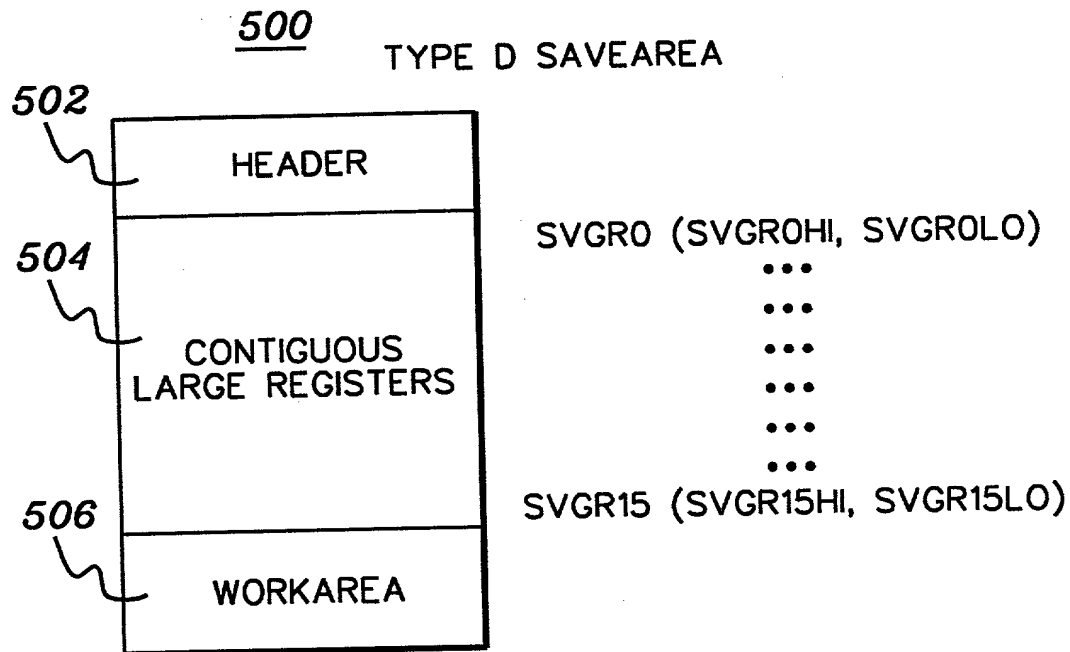 500
TYPE D SAVEAREA
502
HEADER
504
SVGR0 (SVGR0HI, SVGR0LO)
•••
•••
•••
•••
•••
•••
CONTIGUOUS
LARGE REGISTERS
SVGR15 (SVGR15HI, SVGR15LO)
506
WORKAREA